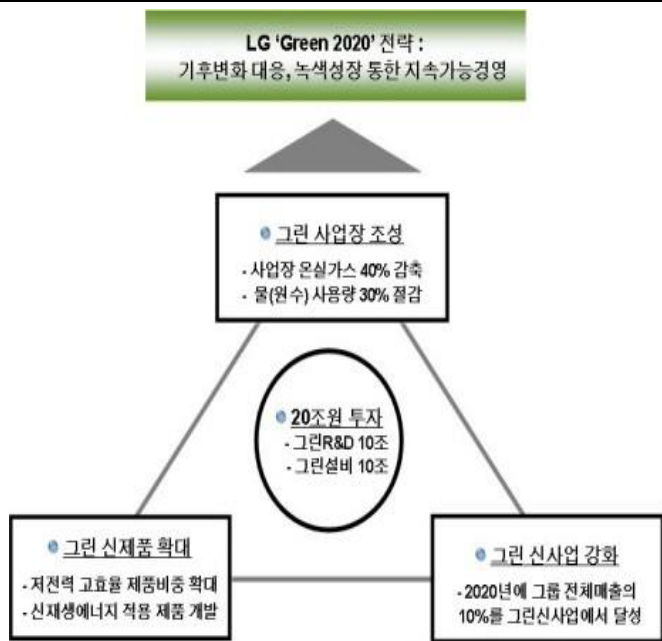 LG ‘Green 2020’ 전략 :
기후변화 대응, 녹색성장 통한 지속가능경영
그린 사업장 조성
- 사업장 온실가스 40% 감축
- 물(원수) 사용량 30% 절감
20조원 투자
- 그린R&D 10조
- 그린설비 10조
그린 신제품 확대
- 저전력 고효율 제품비중 확대
- 신재생에너지 적용 제품 개발
그린 신사업 강화
- 2020년에 그룹 전체매출의
10%를 그린신사업에서 달성